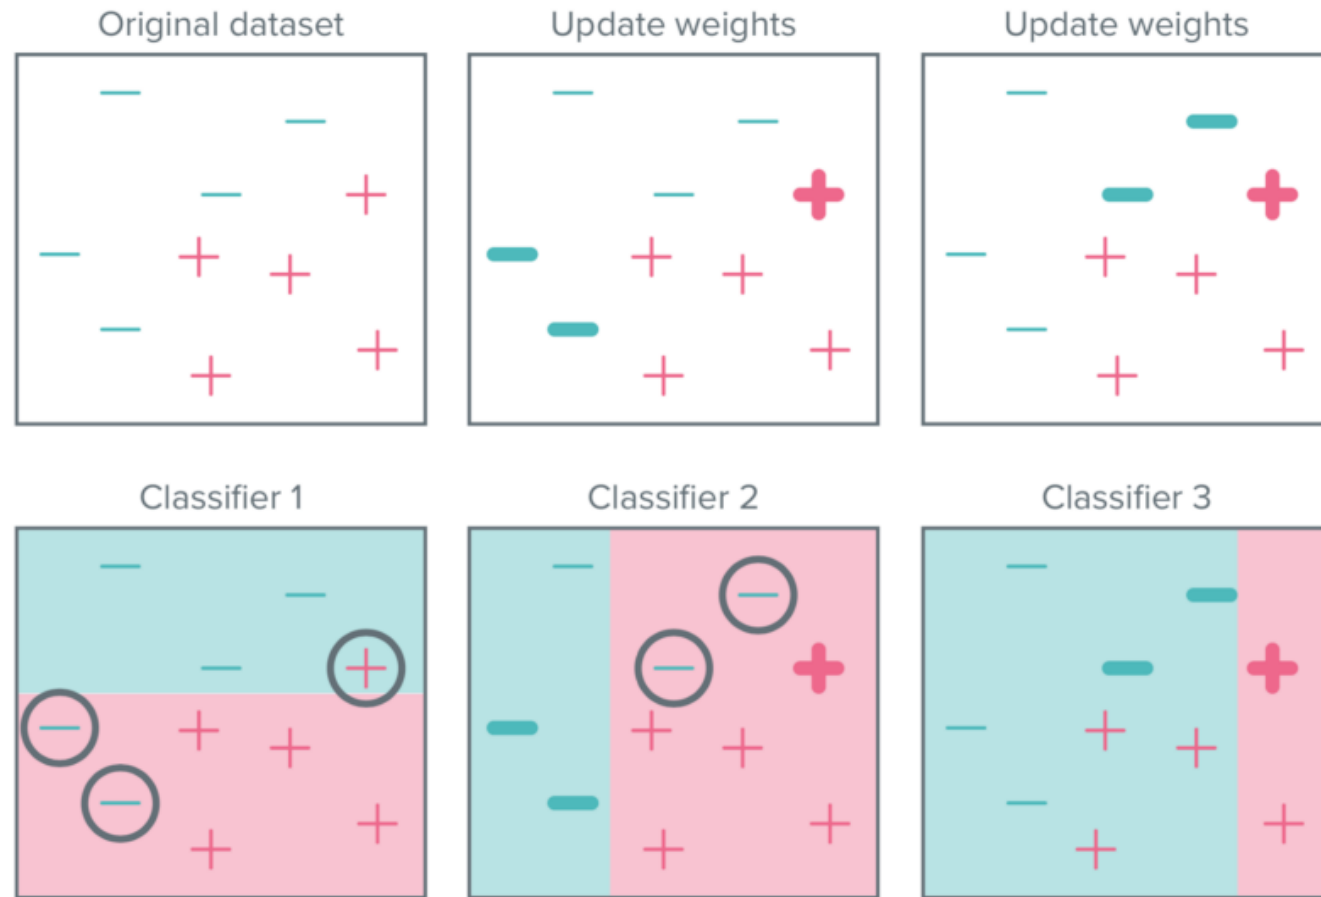 Original dataset
Update weights
Update weights
Classifier 1
Classifier 2
Classifier 3